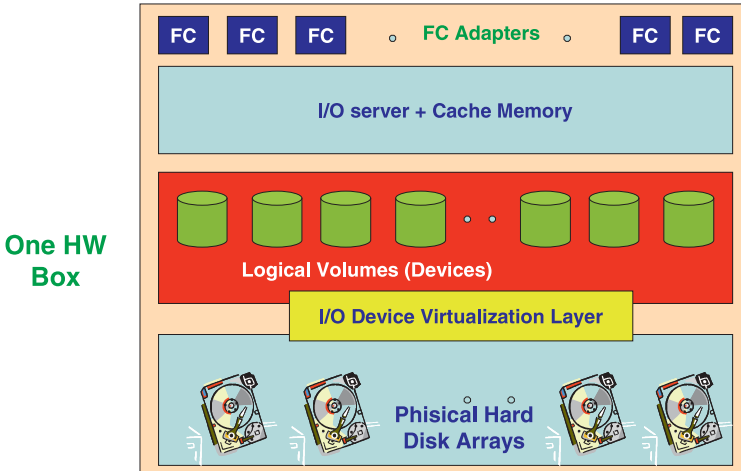 FC FC FC FC Adapters FC FC
I/O server + Cache Memory
One HW
Box
Logical Volumes (Devices)
I/O Device Virtualization Layer
Phisical Hard
Disk Arrays